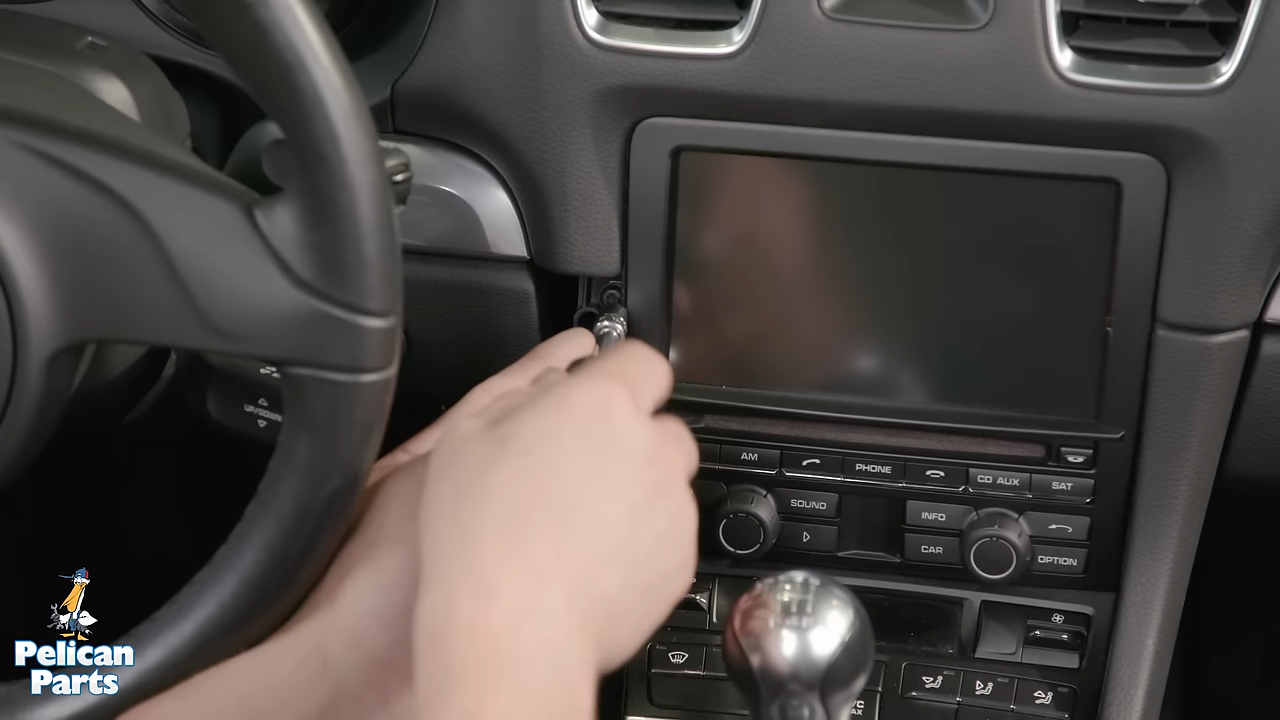 UP/DOWN
AM
PHONE
CD AUX
SAT
SOUND
INFO
CAR
OPTION
Pelican
Parts